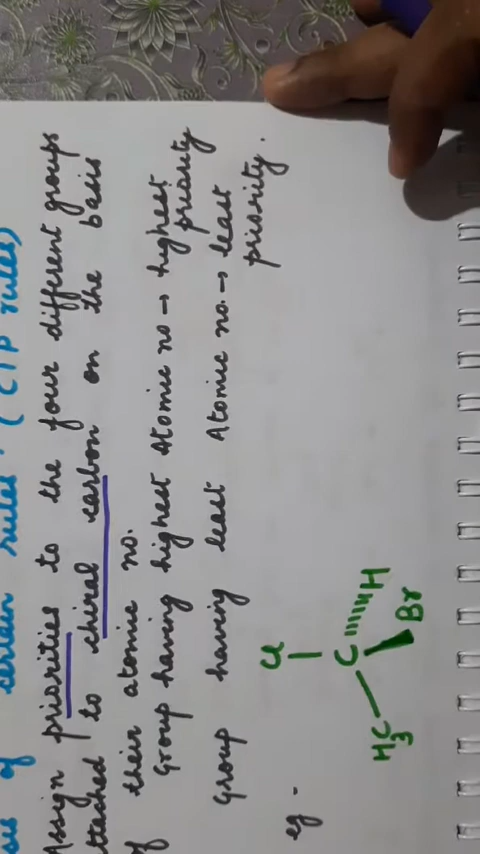 of certain rules. (CIP rules)
Assign priorities to the four different groups
attached to chiral carbon on the basis
of their atomic no.
Group having highest Atomic no → highest
priority
Group having least Atomic no. → least
priority.
eg -
Cl
H3C C H
Br